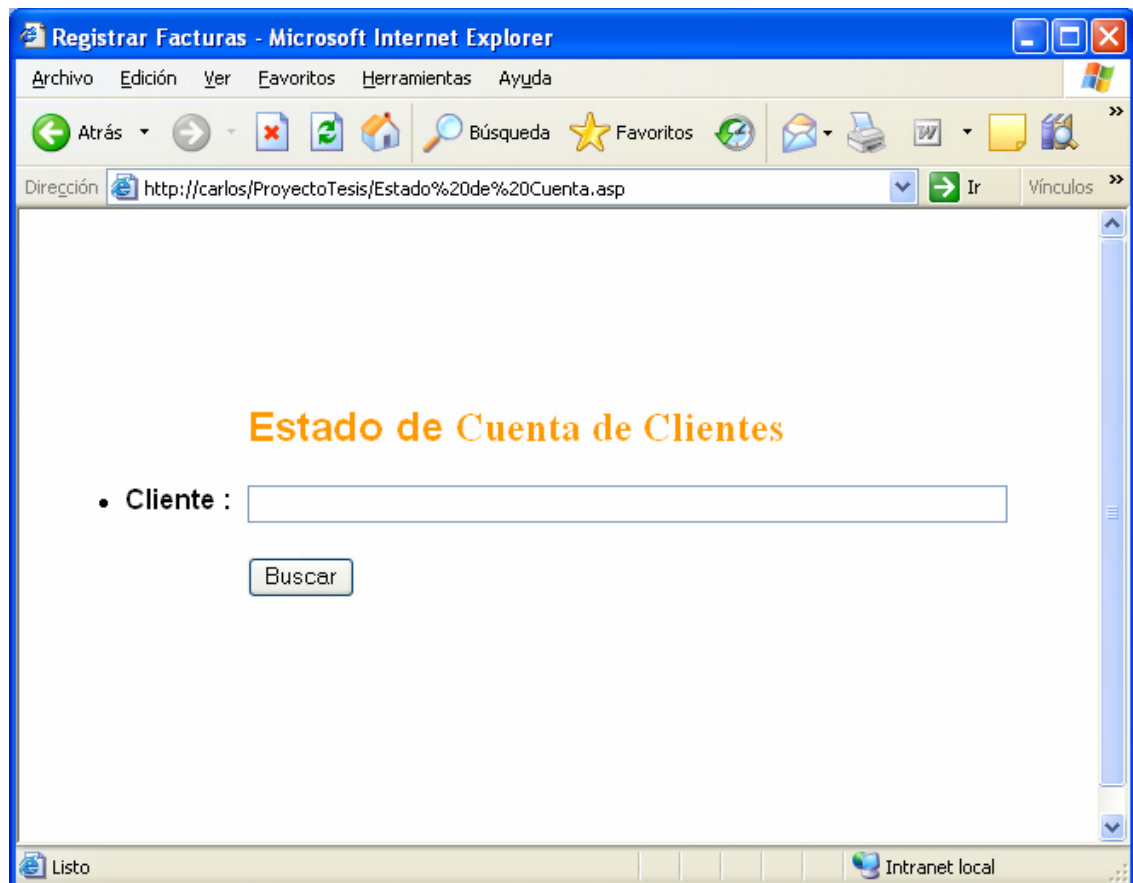 Registrar Facturas - Microsoft Internet Explorer
Archivo Edición Ver Favoritos Herramientas Ayuda
Atrás Búsqueda Favoritos »
Dirección http://carlos/ProyectoTesis/Estado%20de%20Cuenta.asp Ir Vínculos »
Estado de Cuenta de Clientes
• Cliente :
Buscar
Listo Intranet local